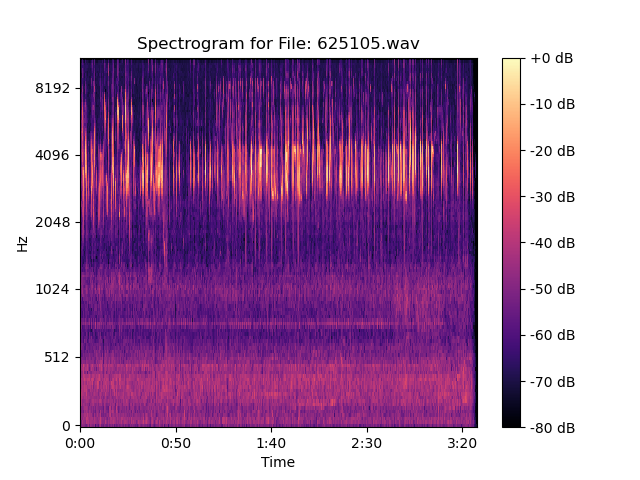 Spectrogram for File: 625105.wav
8192
4096
2048
1024
512
0
Hz
0:00
0:50
1:40
2:30
3:20
Time
+0 dB
-10 dB
-20 dB
-30 dB
-40 dB
-50 dB
-60 dB
-70 dB
-80 dB